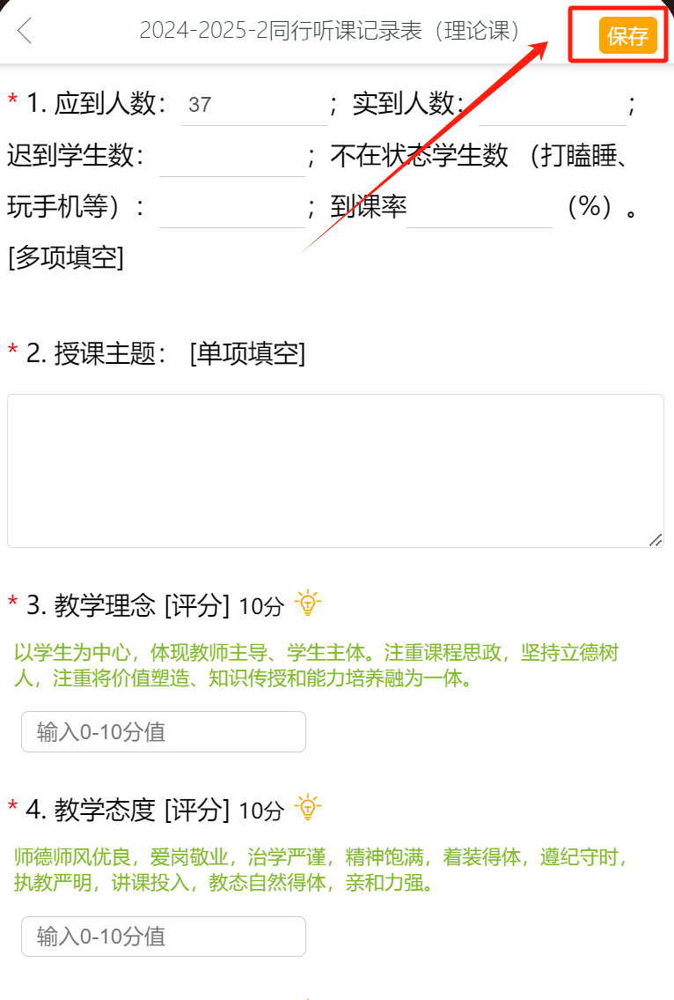 2024-2025-2同行听课记录表（理论课）
保存
* 1. 应到人数： 37 ；实到人数： ；
迟到学生数： ；不在状态学生数 （打瞌睡、
玩手机等）： ；到课率 （%）。
[多项填空]
* 2. 授课主题： [单项填空]
* 3. 教学理念 [评分] 10分
以学生为中心，体现教师主导、学生主体。注重课程思政，坚持立德树
人，注重将价值塑造、知识传授和能力培养融为一体。
输入0-10分值
* 4. 教学态度 [评分] 10分
师德师风优良，爱岗敬业，治学严谨，精神饱满，着装得体，遵纪守时，
执教严明，讲课投入，教态自然得体，亲和力强。
输入0-10分值